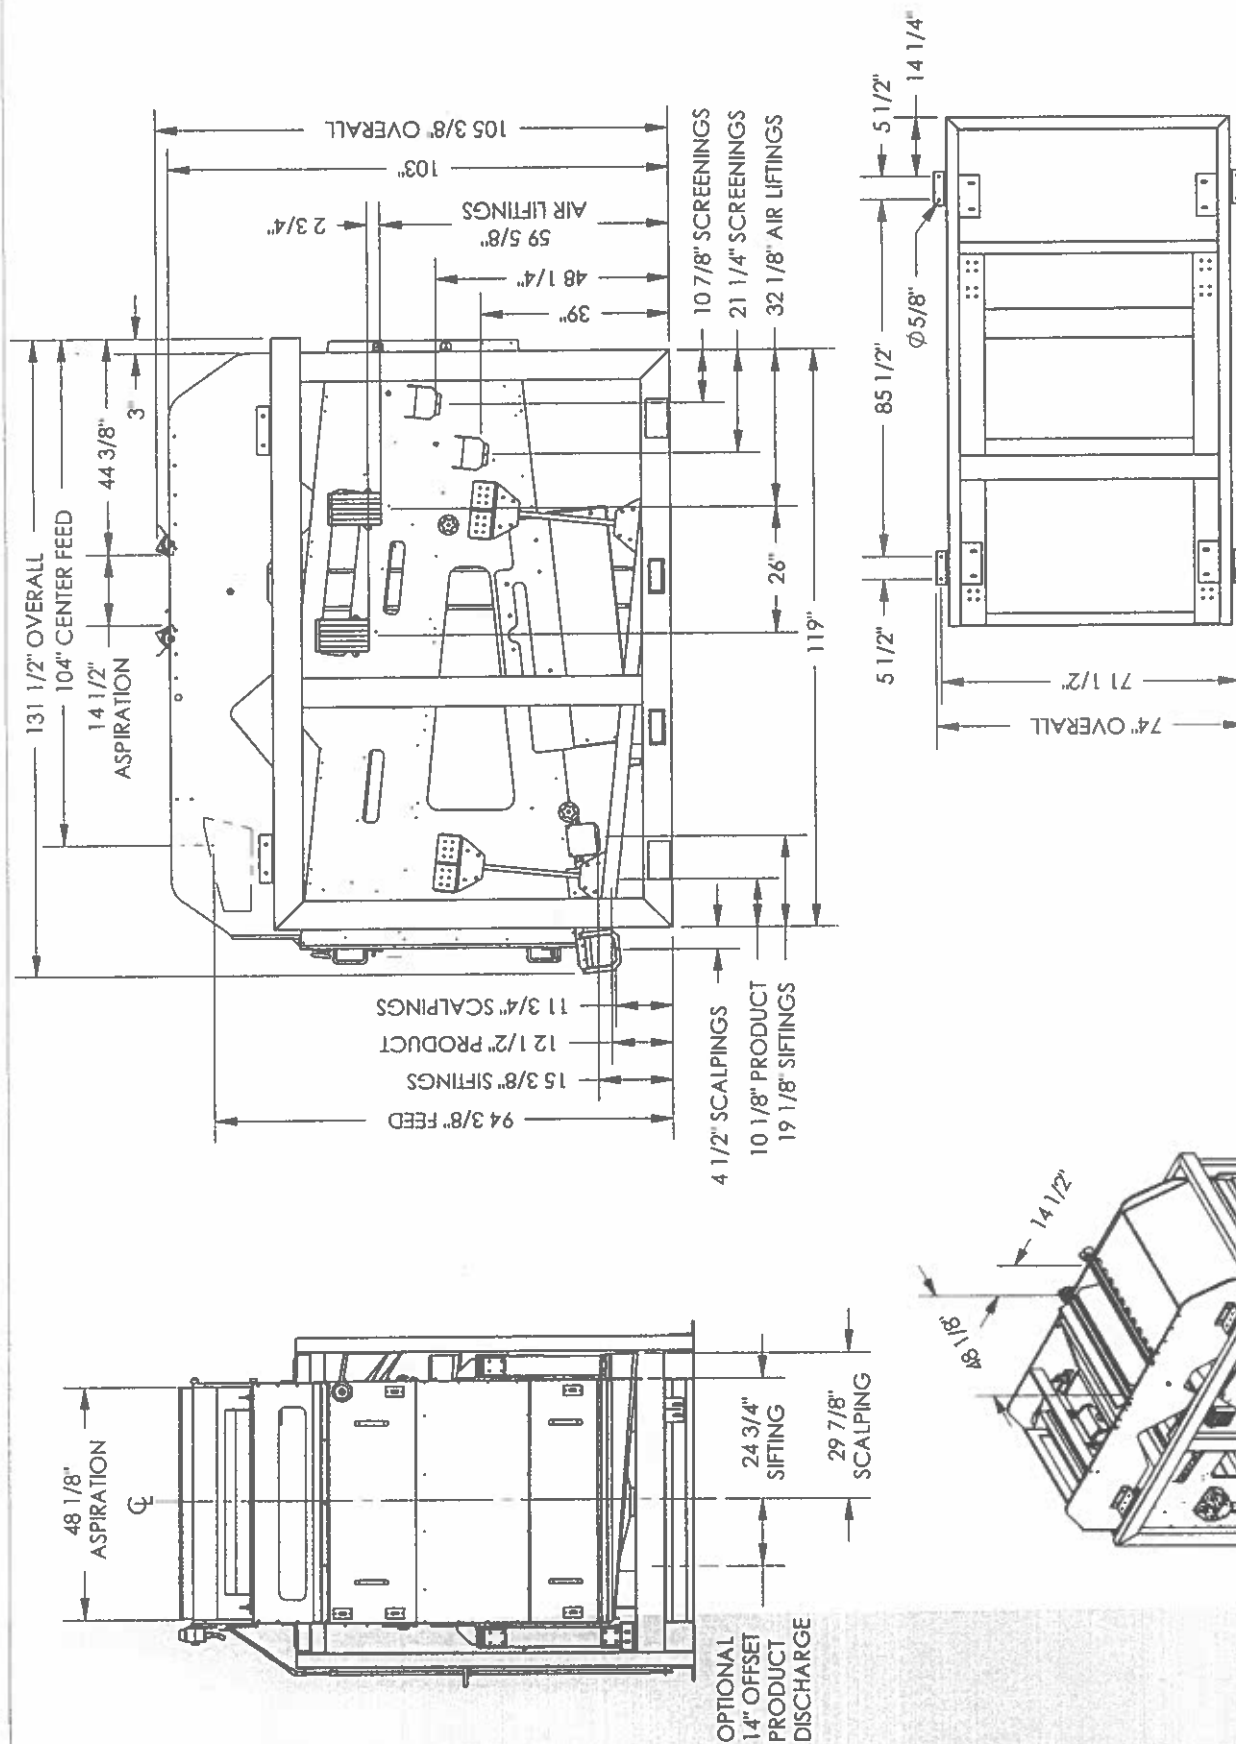 131 1/2" OVERALL
104" CENTER FEED
14 1/2"
ASPIRATION
44 3/8"
3"
105 3/8" OVERALL
103"
2 3/4"
59 5/8"
AIR LIFTINGS
48 1/4"
39"
10 7/8" SCREENINGS
21 1/4" SCREENINGS
32 1/8" AIR LIFTINGS
26"
119"
11 3/4" SCALPINGS
12 1/2" PRODUCT
15 3/8" SIFTINGS
94 3/8" FEED
4 1/2" SCALPINGS
10 1/8" PRODUCT
19 1/8" SIFTINGS
5 1/2"
85 1/2"
5 1/2"
14 1/4"
Ø5/8"
71 1/2"
74" OVERALL
48 1/8"
ASPIRATION
CL
24 3/4"
SIFTING
29 7/8"
SCALPING
OPTIONAL
14" OFFSET
PRODUCT
DISCHARGE
48 1/8"
14 1/2"